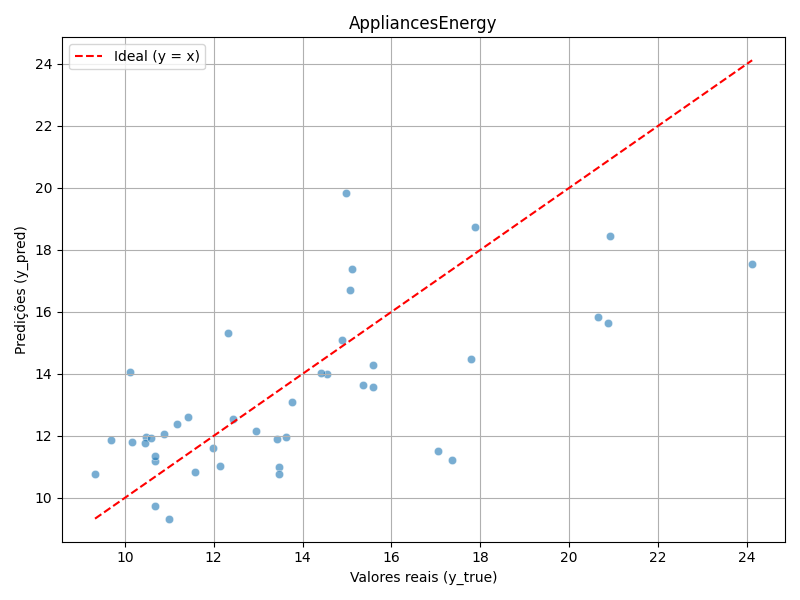 AppliancesEnergy
Ideal (y = x)
Predições (y_pred)
24
22
20
18
16
14
12
10
10 12 14 16 18 20 22 24
Valores reais (y_true)